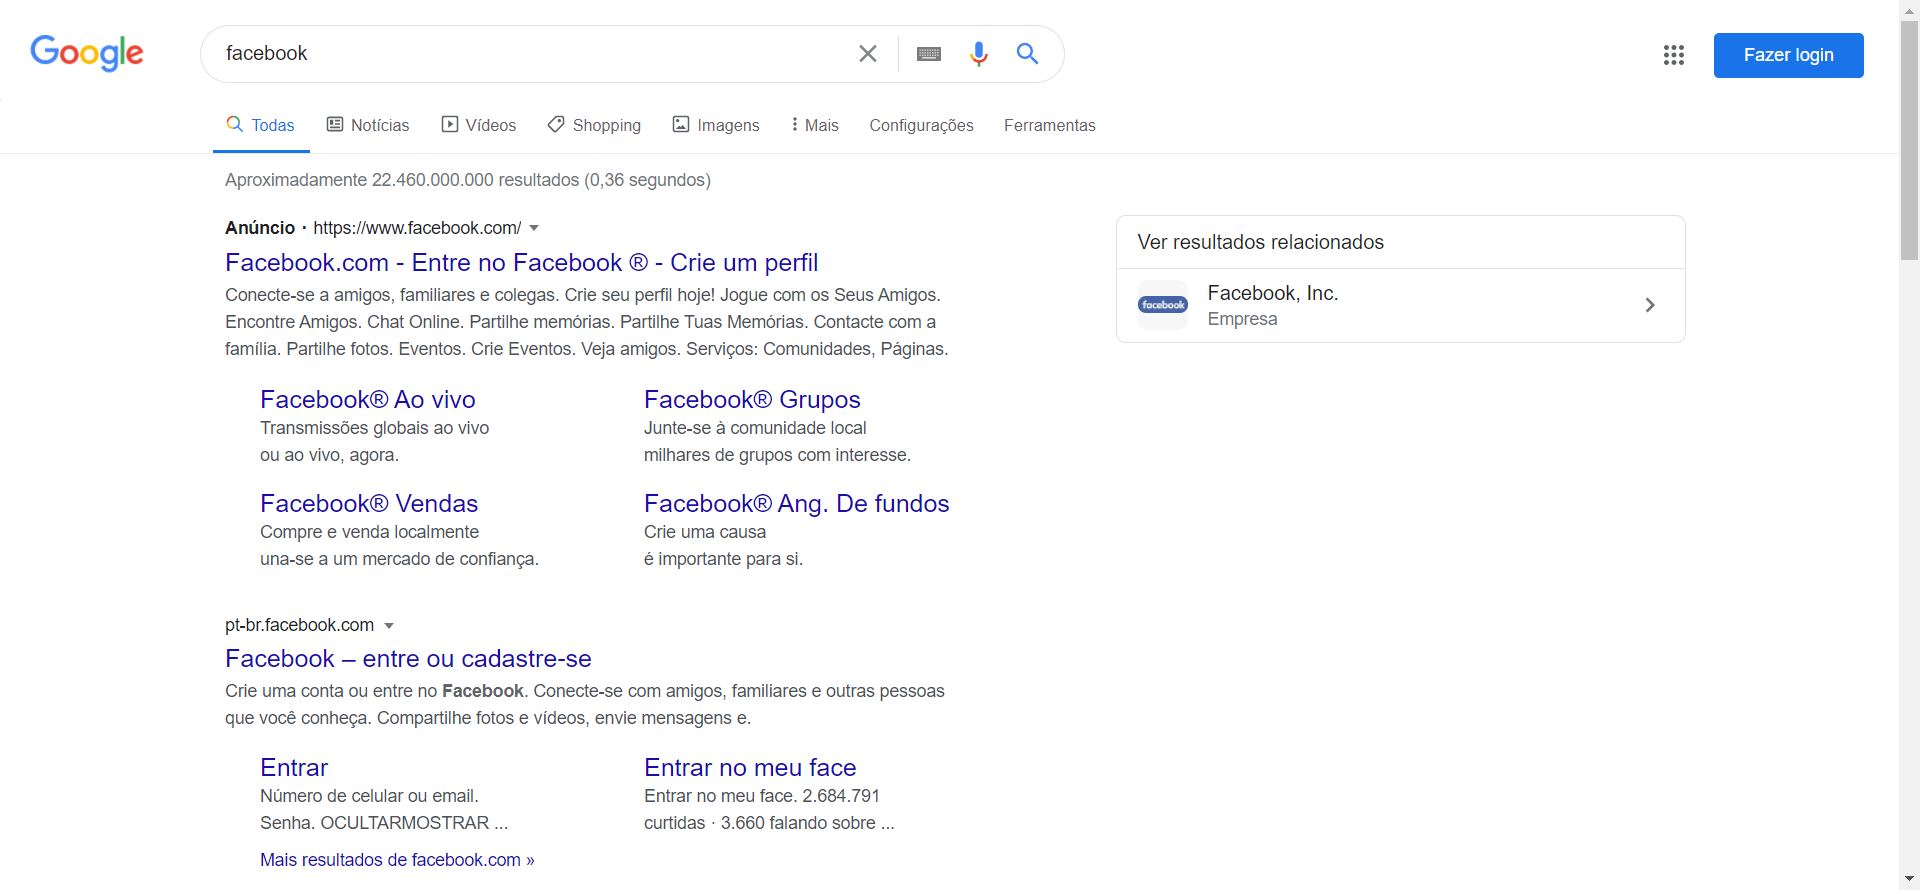 Google
facebook
Fazer login
Todas
Notícias
Vídeos
Shopping
Imagens
Mais
Configurações
Ferramentas
Aproximadamente 22.460.000.000 resultados (0,36 segundos)
Anúncio · https://www.facebook.com/
Facebook.com - Entre no Facebook ® - Crie um perfil
Conecte-se a amigos, familiares e colegas. Crie seu perfil hoje! Jogue com os Seus Amigos.
Encontre Amigos. Chat Online. Partilhe memórias. Partilhe Tuas Memórias. Contacte com a
família. Partilhe fotos. Eventos. Crie Eventos. Veja amigos. Serviços: Comunidades, Páginas.
Facebook® Ao vivo
Transmissões globais ao vivo
ou ao vivo, agora.
Facebook® Grupos
Junte-se à comunidade local
milhares de grupos com interesse.
Facebook® Vendas
Compre e venda localmente
una-se a um mercado de confiança.
Facebook® Ang. De fundos
Crie uma causa
é importante para si.
pt-br.facebook.com
Facebook – entre ou cadastre-se
Crie uma conta ou entre no Facebook. Conecte-se com amigos, familiares e outras pessoas
que você conheça. Compartilhe fotos e vídeos, envie mensagens e.
Entrar
Número de celular ou email.
Senha. OCULTARMOSTRAR ...
Entrar no meu face
Entrar no meu face. 2.684.791
curtidas · 3.660 falando sobre ...
Mais resultados de facebook.com »
Ver resultados relacionados
facebook
Facebook, Inc.
Empresa